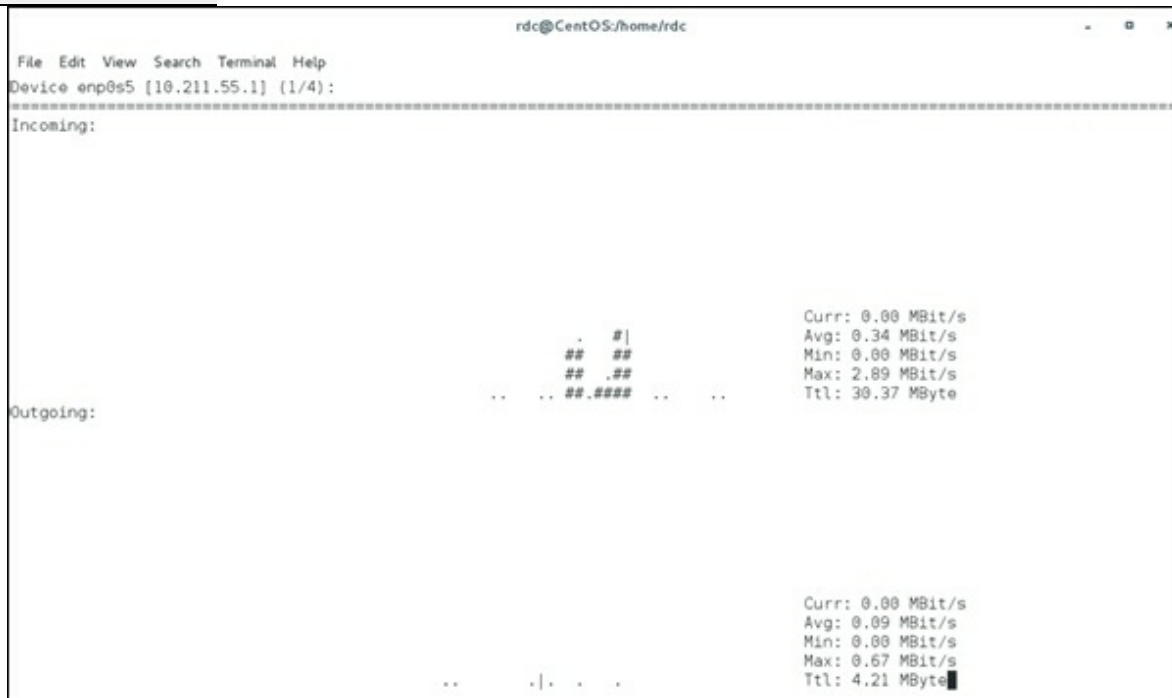 rdc@CentOS:/home/rdc
File Edit View Search Terminal Help
Device enp0s5 [10.211.55.1] (1/4):
================================================================================
Incoming:
Curr: 0.00 MBit/s
. #| Avg: 0.34 MBit/s
## ## Min: 0.00 MBit/s
## .## Max: 2.89 MBit/s
.. .. ##.#### .. .. Ttl: 30.37 MByte
Outgoing:
Curr: 0.00 MBit/s
Avg: 0.09 MBit/s
Min: 0.00 MBit/s
Max: 0.67 MBit/s
.. .|. . . Ttl: 4.21 MByte